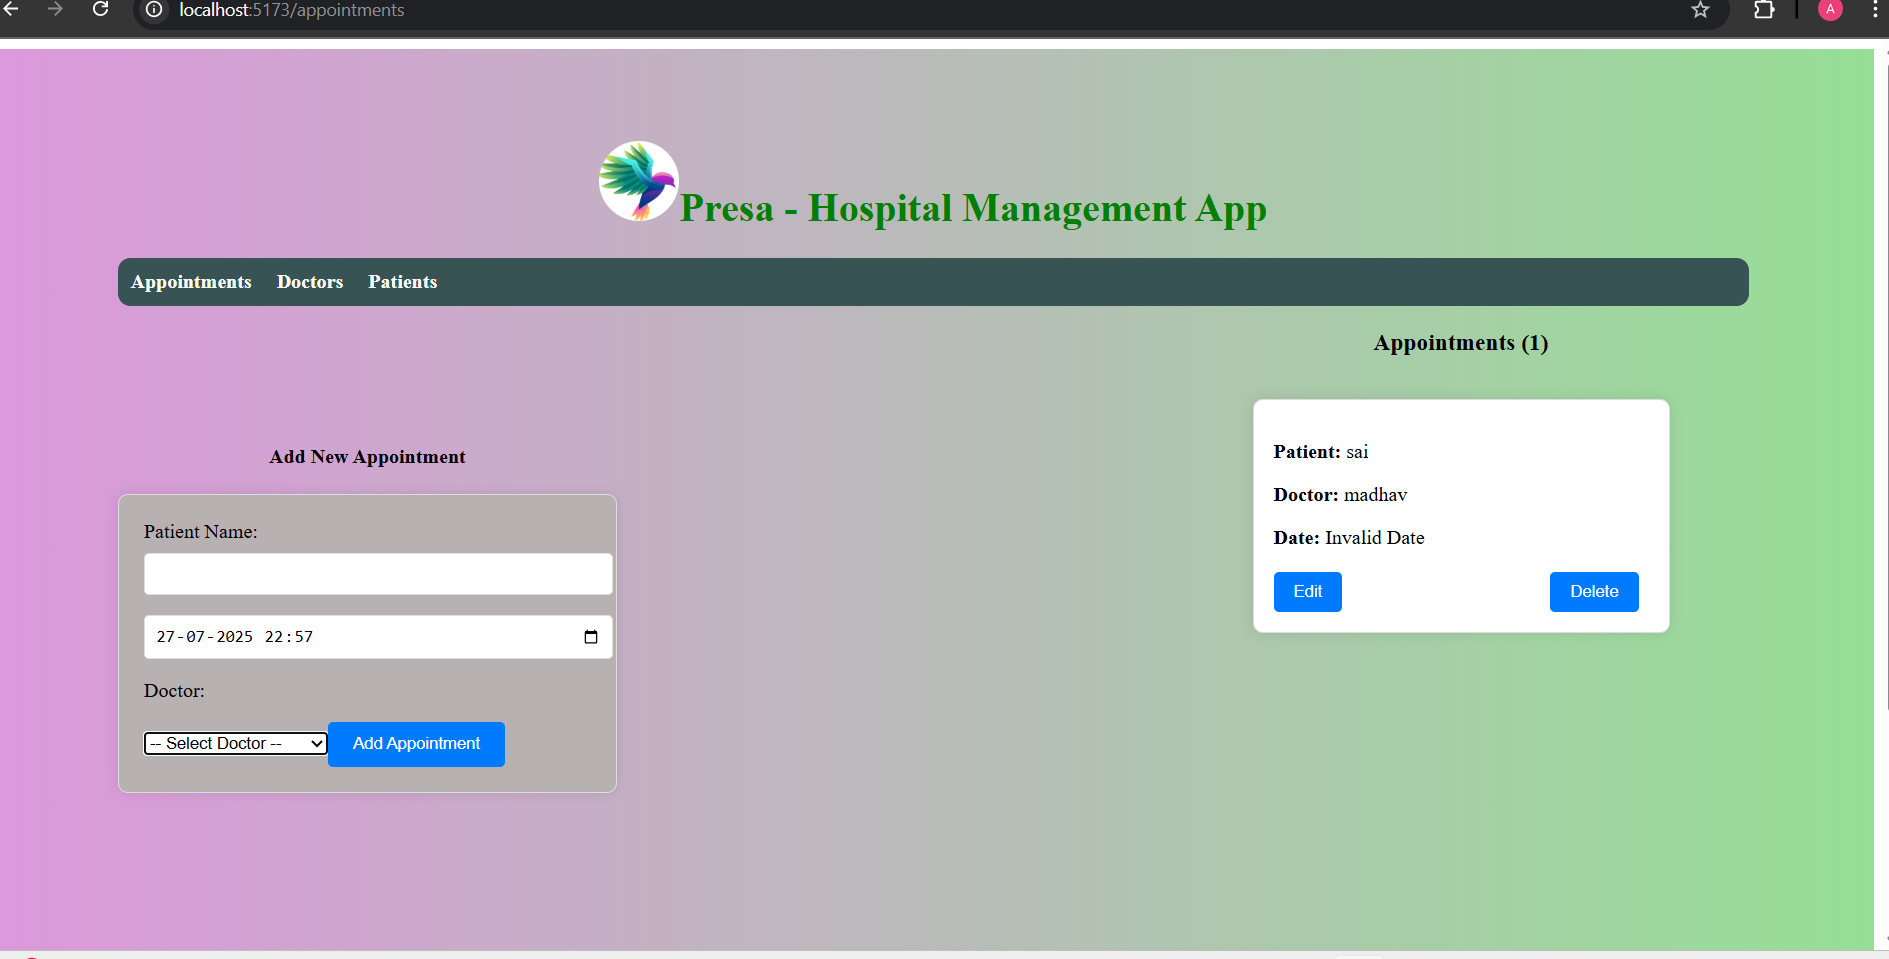 localhost:5173/appointments
A
Presa - Hospital Management App
Appointments Doctors Patients
Appointments (1)
Add New Appointment
Patient Name:
27-07-2025 22:57
Doctor:
-- Select Doctor --
Add Appointment
Patient: sai
Doctor: madhav
Date: Invalid Date
Edit
Delete